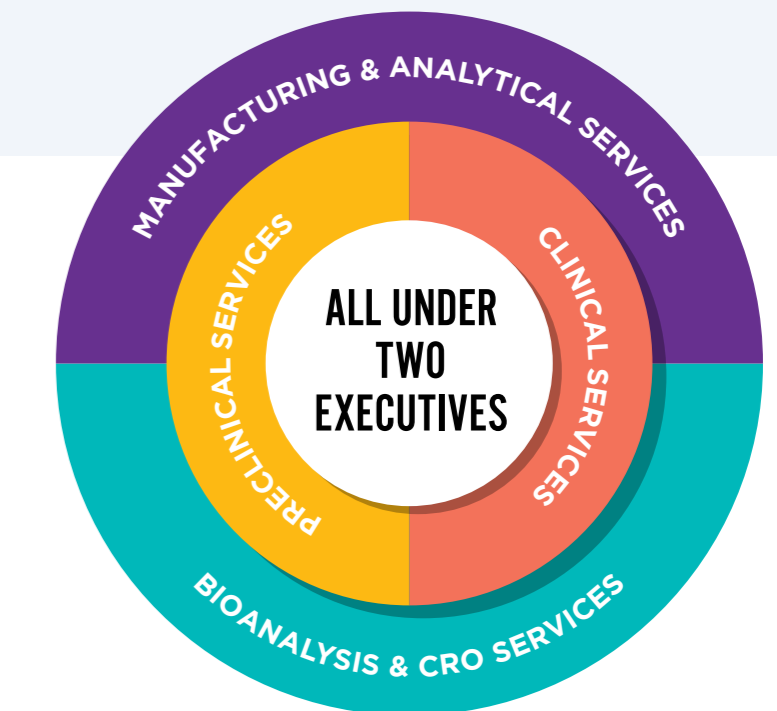 MANUFACTURING & ANALYTICAL SERVICES
PRECLINICAL SERVICES
CLINICAL SERVICES
ALL UNDER
TWO
EXECUTIVES
BIOANALYSIS & CRO SERVICES